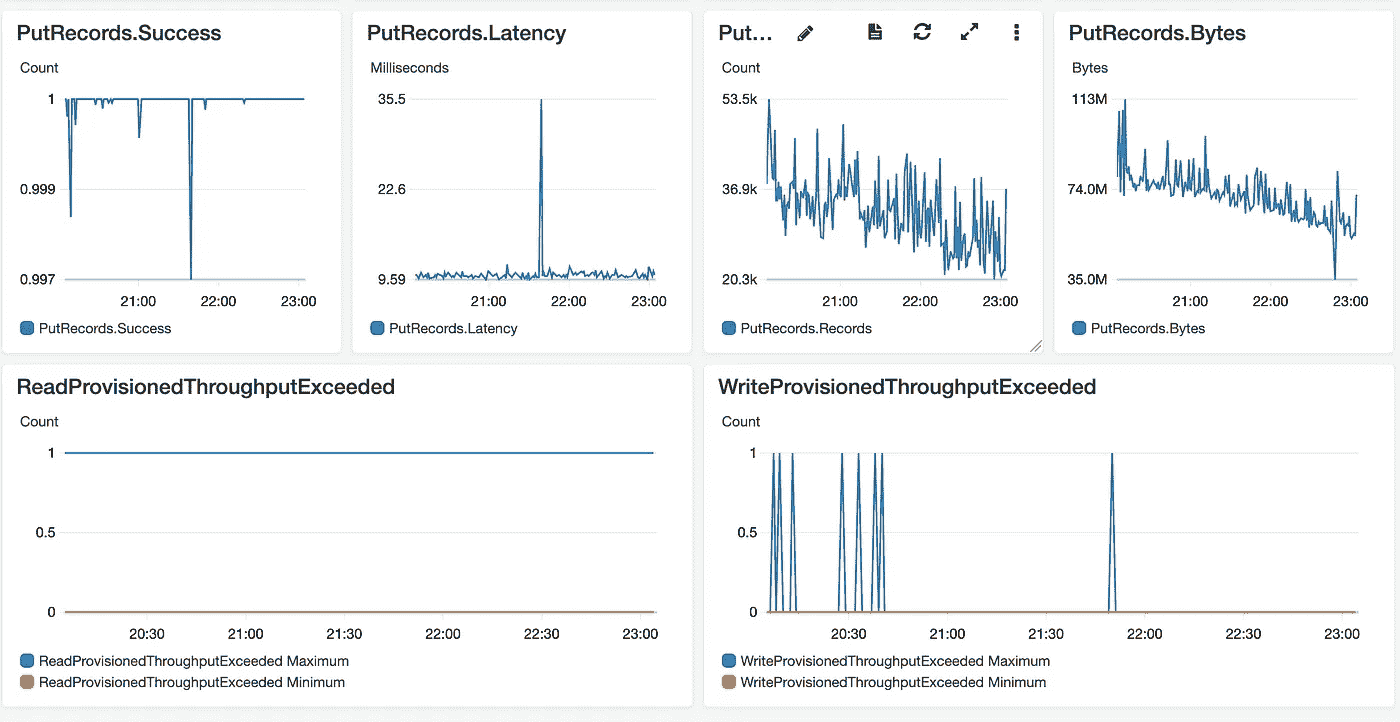 PutRecords.Success
Count
1
0.999
0.997
21:00 22:00 23:00
PutRecords.Success
PutRecords.Latency
Milliseconds
35.5
22.6
9.59
21:00 22:00 23:00
PutRecords.Latency
Put...
Count
53.5k
36.9k
20.3k
21:00 22:00 23:00
PutRecords.Records
PutRecords.Bytes
Bytes
113M
74.0M
35.0M
21:00 22:00 23:00
PutRecords.Bytes
ReadProvisionedThroughputExceeded
Count
1
0.5
0
20:30 21:00 21:30 22:00 22:30 23:00
ReadProvisionedThroughputExceeded Maximum
ReadProvisionedThroughputExceeded Minimum
WriteProvisionedThroughputExceeded
Count
1
0.5
0
20:30 21:00 21:30 22:00 22:30 23:00
WriteProvisionedThroughputExceeded Maximum
WriteProvisionedThroughputExceeded Minimum